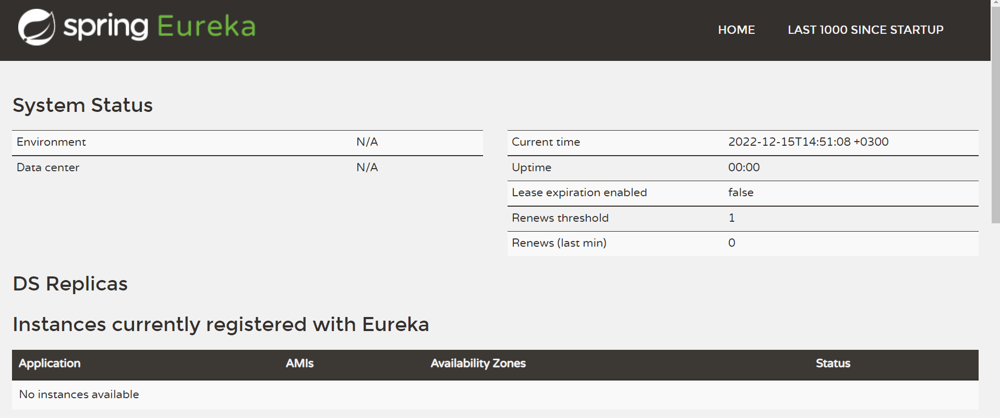 spring Eureka
HOME LAST 1000 SINCE STARTUP
System Status
Environment N/A
Data center N/A
Current time 2022-12-15T14:51:08 +0300
Uptime 00:00
Lease expiration enabled false
Renews threshold 1
Renews (last min) 0
DS Replicas
Instances currently registered with Eureka
Application AMIs Availability Zones Status
No instances available